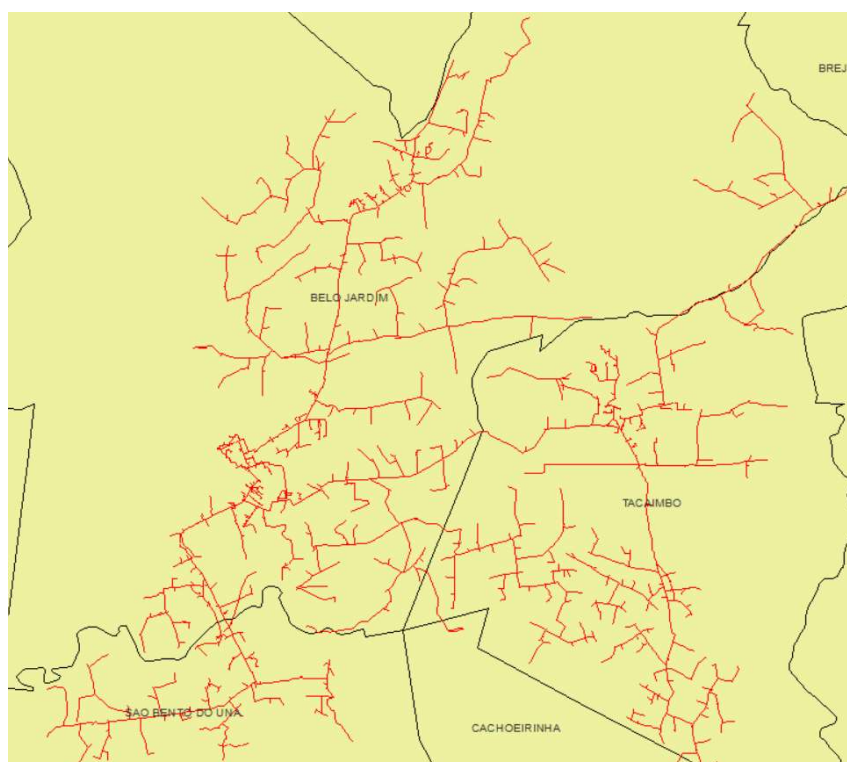 BREJ
BELO JARDIM
TACAIMBO
SAO BENTO DO UNA
CACHOEIRINHA